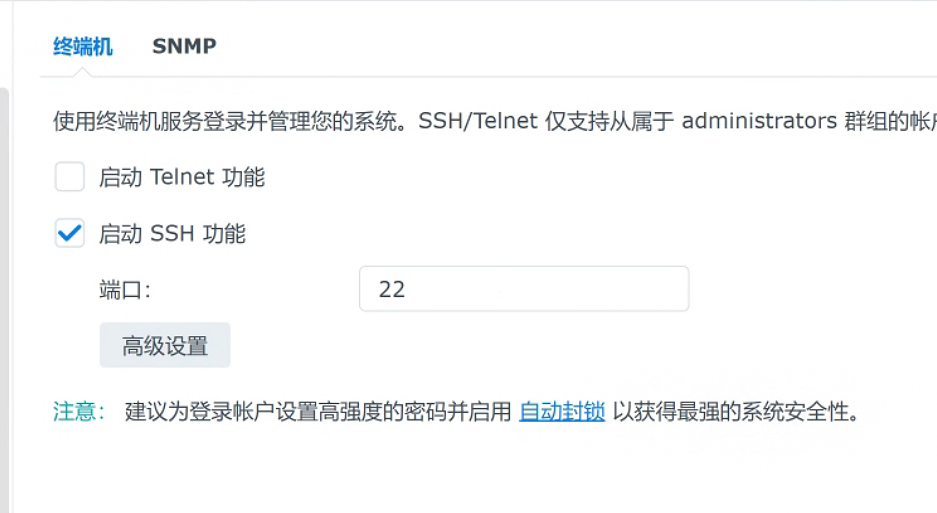 终端机 SNMP
使用终端机服务登录并管理您的系统。SSH/Telnet 仅支持从属于 administrators 群组的帐
启动 Telnet 功能
启动 SSH 功能
端口： 22
高级设置
注意： 建议为登录帐户设置高强度的密码并启用 自动封锁 以获得最强的系统安全性。